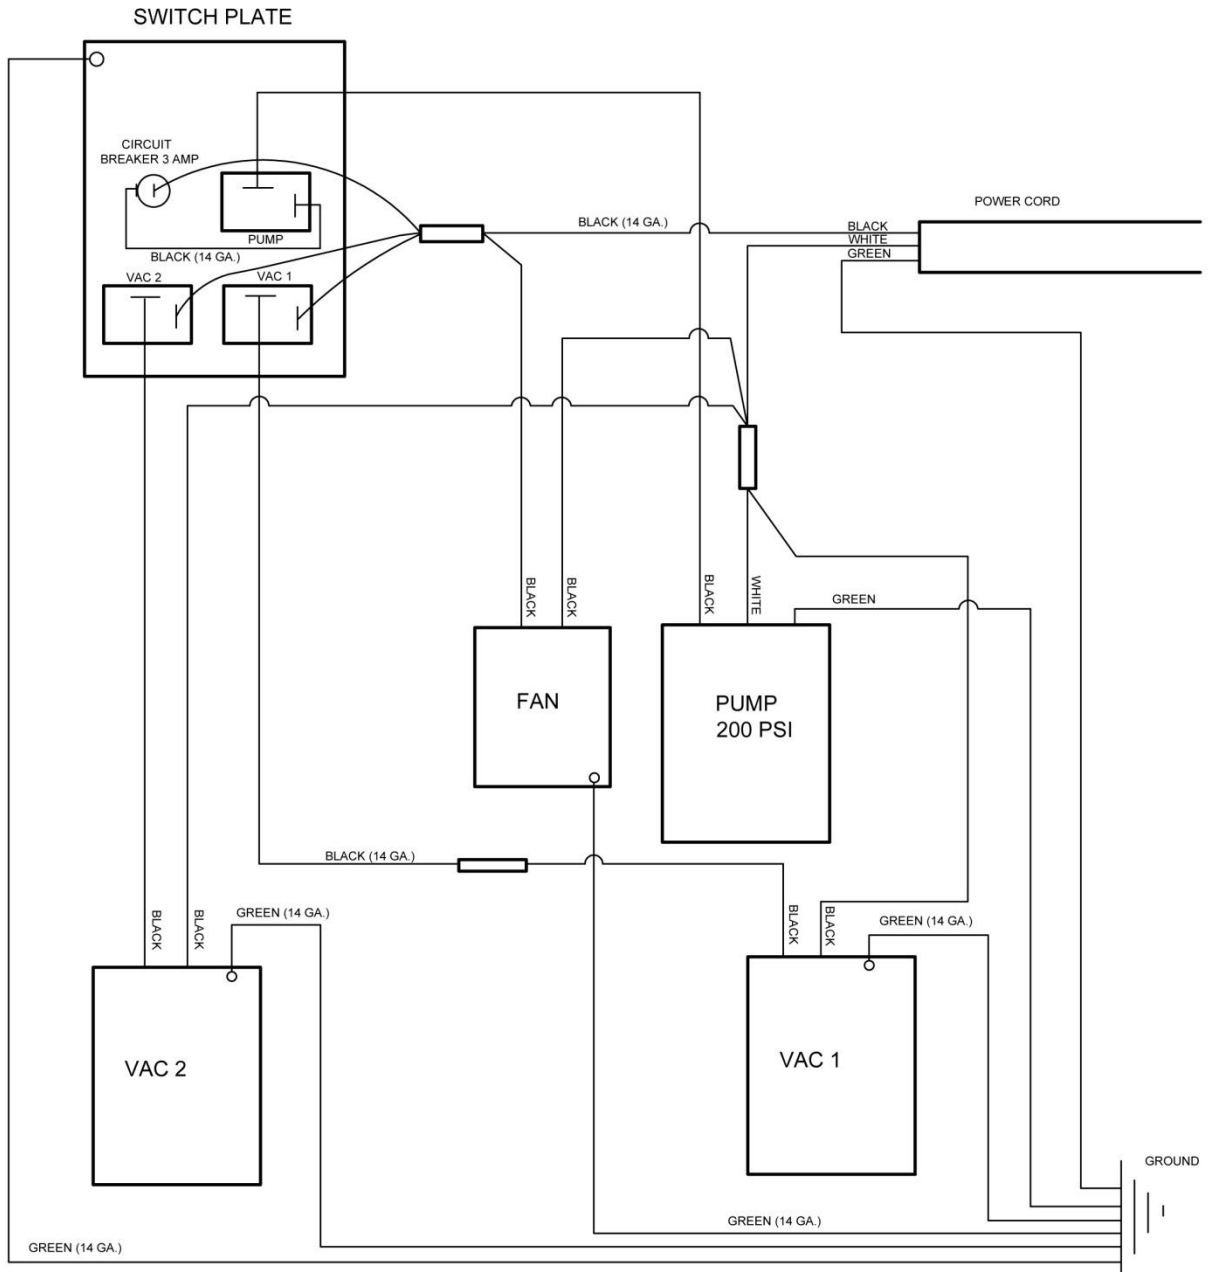 SWITCH PLATE
CIRCUIT
BREAKER 3 AMP
PUMP
BLACK (14 GA.)
VAC 2
VAC 1
BLACK (14 GA.)
POWER CORD
BLACK
WHITE
GREEN
BLACK
BLACK
BLACK
WHITE
GREEN
FAN
PUMP
200 PSI
BLACK (14 GA.)
BLACK
BLACK
GREEN (14 GA.)
BLACK
BLACK
GREEN (14 GA.)
VAC 2
VAC 1
GROUND
GREEN (14 GA.)
GREEN (14 GA.)